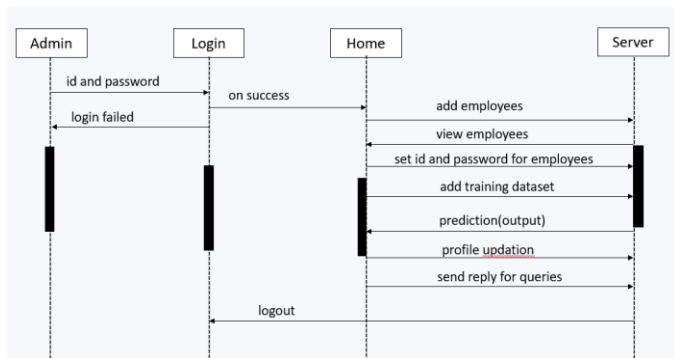 Admin
Login
Home
Server
id and password
on success
add employees
login failed
view employees
set id and password for employees
add training dataset
prediction(output)
profile updation
send reply for queries
logout